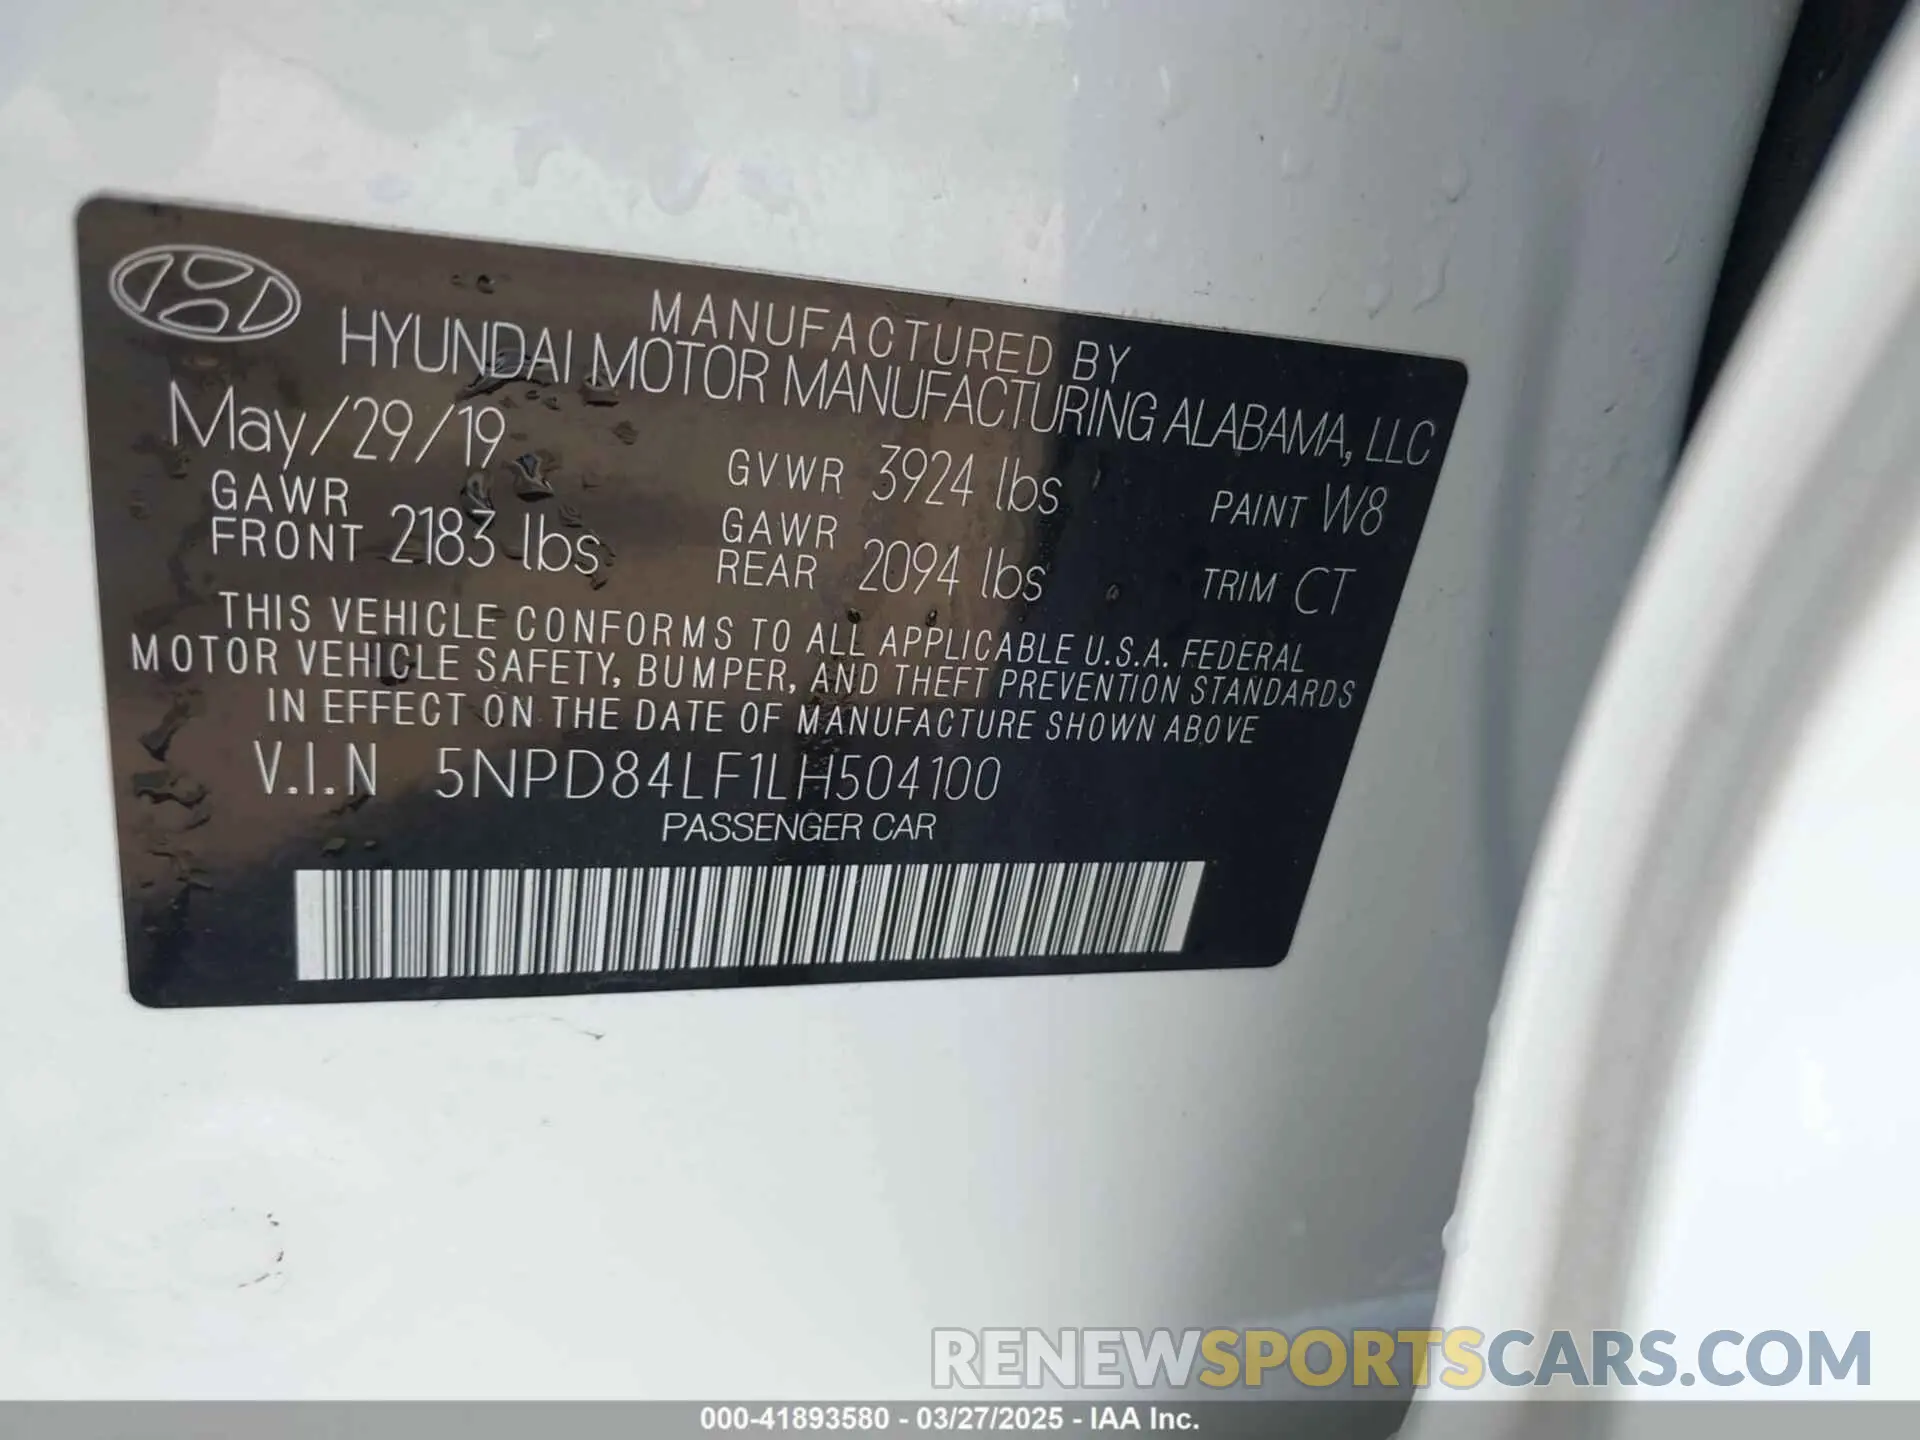 MANUFACTURED BY
HYUNDAI MOTOR MANUFACTURING ALABAMA, LLC
May/29/19 GVWR 3924 lbs PAINT W8
GAWR FRONT 2183 lbs GAWR REAR 2094 lbs TRIM CT
THIS VEHICLE CONFORMS TO ALL APPLICABLE U.S.A. FEDERAL
MOTOR VEHICLE SAFETY, BUMPER, AND THEFT PREVENTION STANDARDS
IN EFFECT ON THE DATE OF MANUFACTURE SHOWN ABOVE
V.I.N 5NPD84LF1LH504100
PASSENGER CAR
RENEWSPORTSCARS.COM
000-41893580 - 03/27/2025 - IAA Inc.